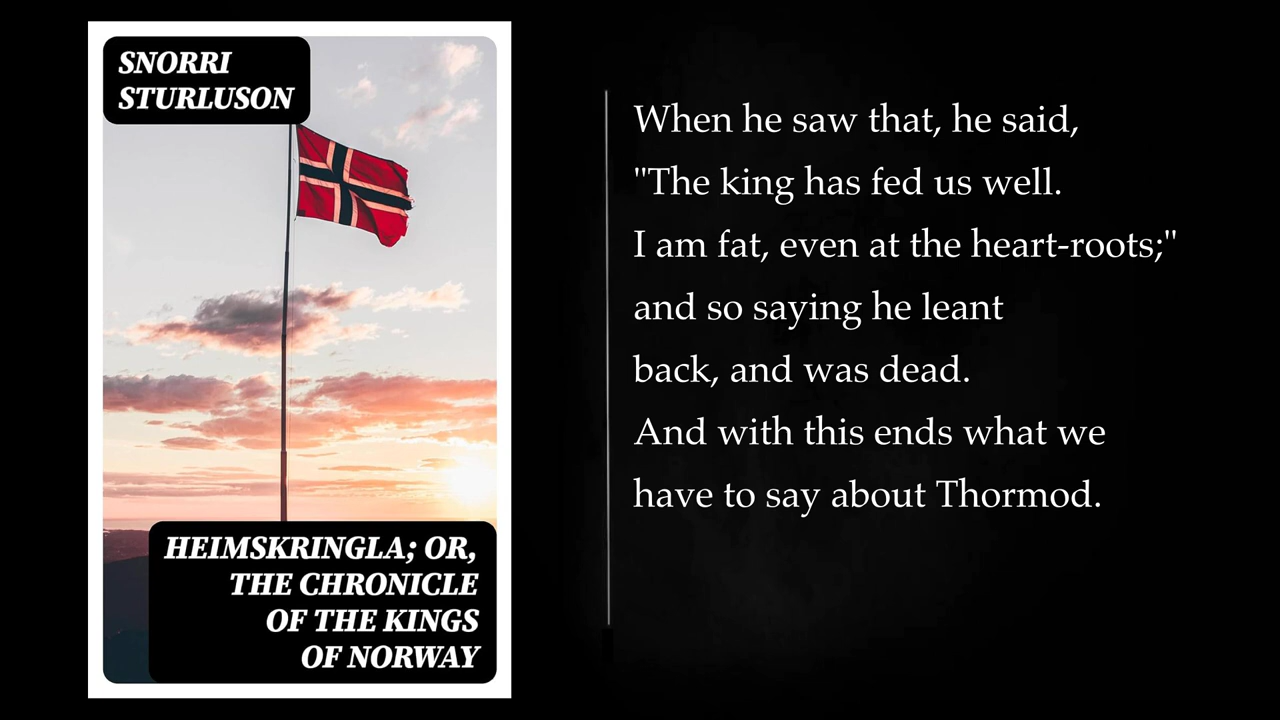 SNORRI
STURLUSON
HEIMSKRINGLA; OR,
THE CHRONICLE
OF THE KINGS
OF NORWAY
When he saw that, he said,
"The king has fed us well.
I am fat, even at the heart-roots;"
and so saying he leant
back, and was dead.
And with this ends what we
have to say about Thormod.